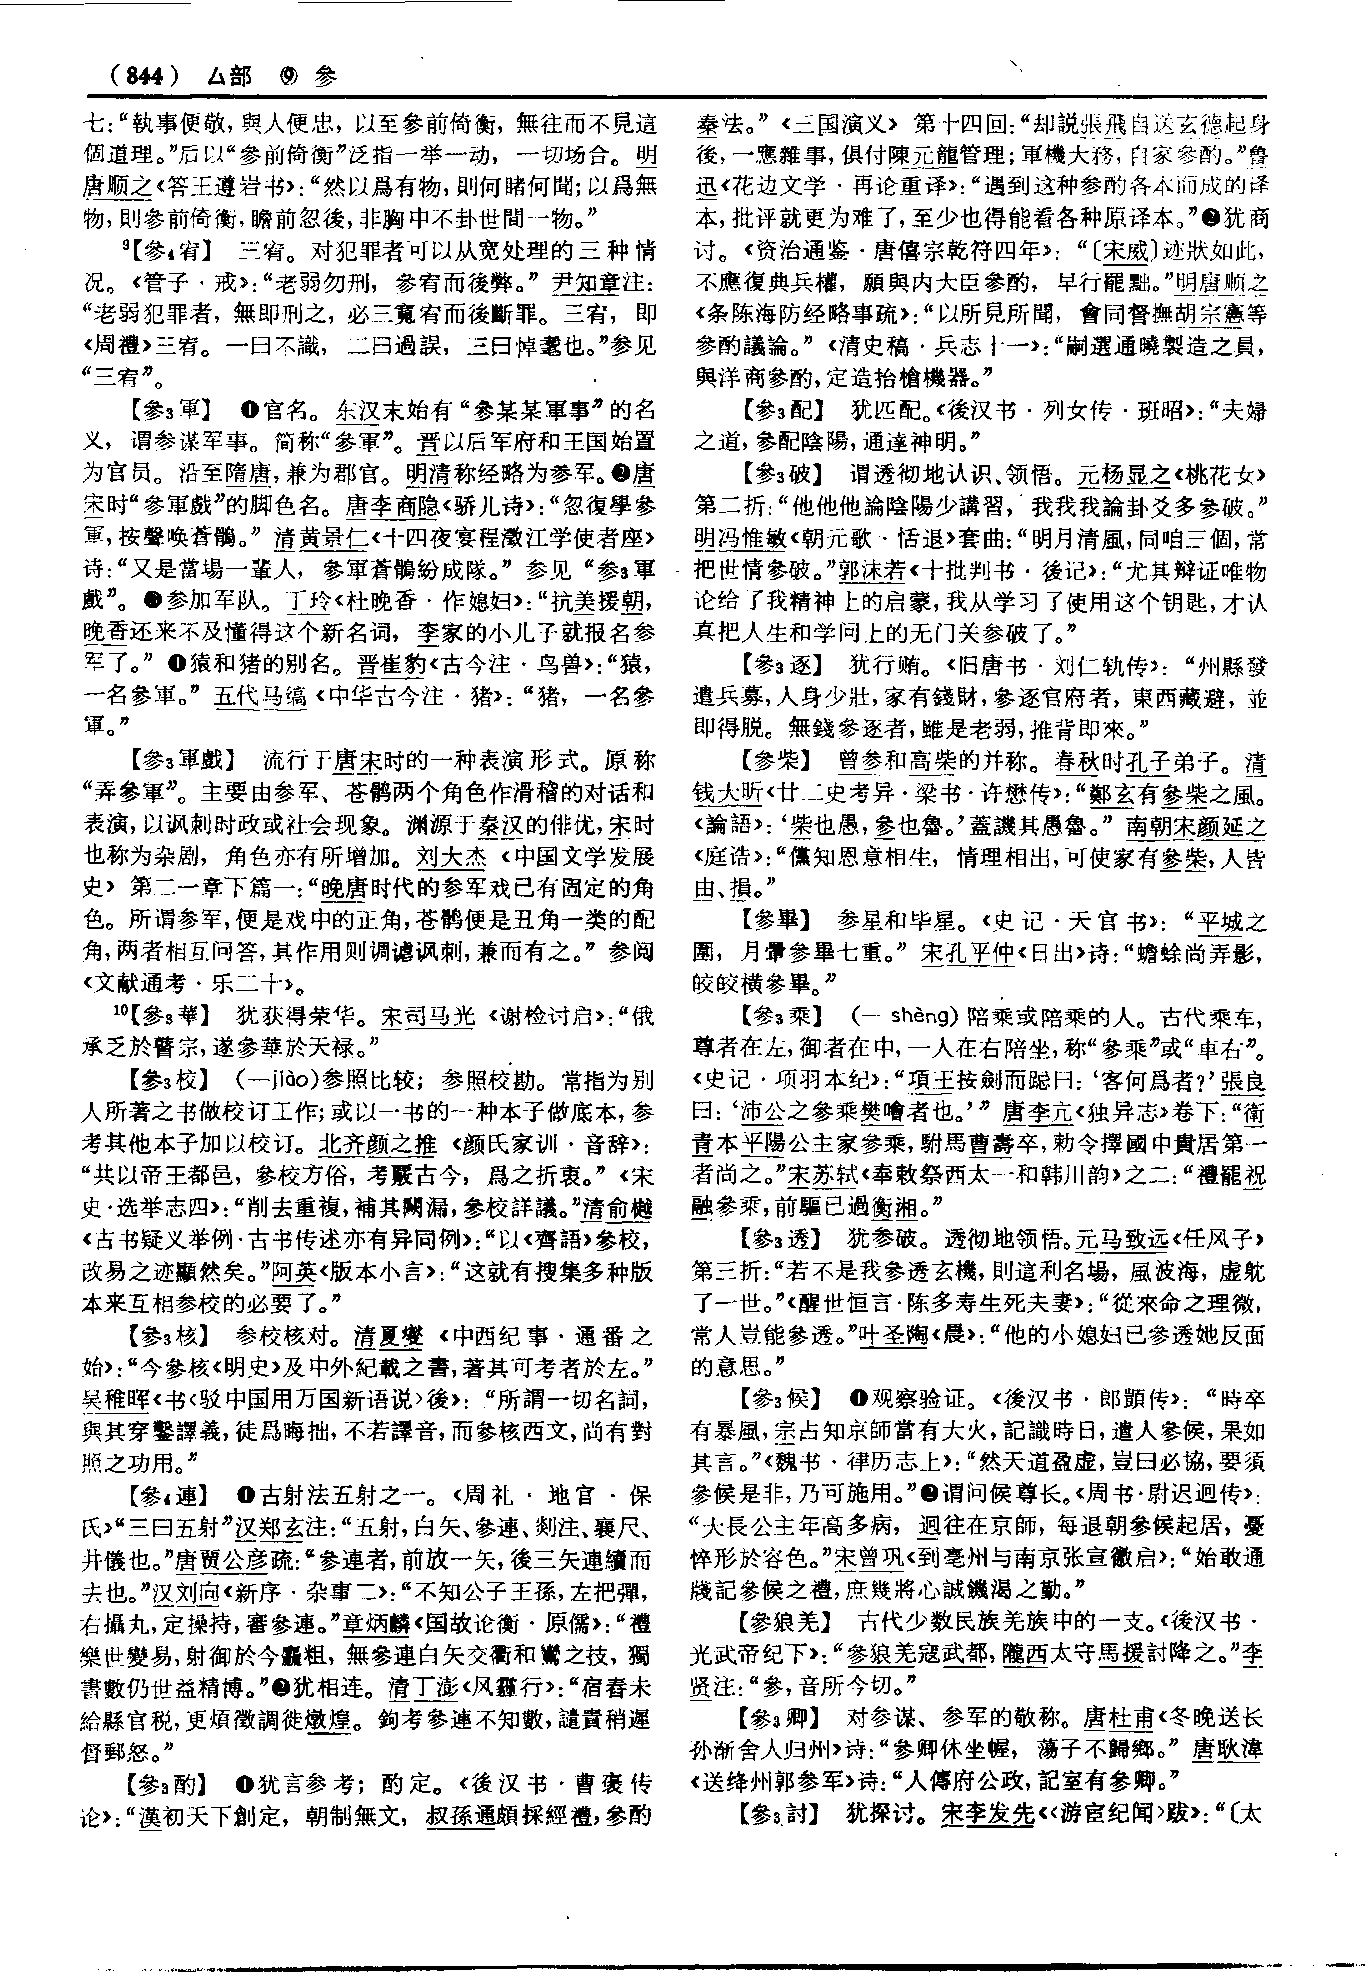 （844） 厶部 ⑨ 參
七：“執事便敬，與人便忠，以至參前倚衡，無往而不見這
個道理。”后以“參前倚衡”泛指一举一动，一切场合。明
唐顺之《答王遵岩书》：“然以爲有物，則何睹何聞；以爲無
物，則參前倚衡，瞻前忽後，非胸中不卦世間一物。”
⁹【參₄宥】 三宥。对犯罪者可以从宽处理的三种情
况。《管子·戒》：“老弱勿刑，參宥而後弊。”尹知章注：
“老弱犯罪者，無即刑之，必三寬宥而後斷罪。三宥，即
《周禮》三宥。一曰不識，二曰過誤，三曰悼耄也。”参见
“三宥”。
【參₃軍】 ❶官名。东汉末始有“參某某軍事”的名
义，谓参谋军事。简称“參軍”。晋以后军府和王国始置
为官员。沿至隋唐，兼为郡官。明清称经略为参军。❷唐
宋时“參軍戲”的脚色名。唐李商隐《骄儿诗》：“忽復學參
軍，按聲唤蒼鶻。”清黄景仁《十四夜宴程澂江学使者座》
诗：“又是當場一輩人，參軍蒼鶻紛成隊。”参见“参₃軍
戲”。❸参加军队。丁玲《杜晚香·作媳妇》：“抗美援朝，
晚香还来不及懂得这个新名词，李家的小儿子就报名参
军了。”❹猿和猪的别名。晋崔豹《古今注·鸟兽》：“猿，
一名參軍。”五代马缟《中华古今注·猪》：“猪，一名參
軍。”
【參₃軍戲】 流行于唐宋时的一种表演形式。原称
“弄參軍”。主要由参军、苍鹘两个角色作滑稽的对话和
表演，以讽刺时政或社会现象。渊源于秦汉的俳优，宋时
也称为杂剧，角色亦有所增加。刘大杰《中国文学发展
史》第二一章下篇一：“晚唐时代的参军戏已有固定的角
色。所谓参军，便是戏中的正角，苍鹘便是丑角一类的配
角，两者相互问答，其作用则调谑讽刺，兼而有之。”参阅
《文献通考·乐二十》。
¹⁰【參₃華】 犹获得荣华。宋司马光《谢检讨启》：“俄
承乏於瞽宗，遂參華於天禄。”
【參₃校】 （—jiào）参照比较；参照校勘。常指为别
人所著之书做校订工作；或以一书的一种本子做底本，参
考其他本子加以校订。北齐颜之推《颜氏家训·音辞》：
“共以帝王都邑，參校方俗，考覈古今，爲之折衷。”《宋
史·选举志四》：“削去重複，補其闕漏，參校詳議。”清俞樾
《古书疑义举例·古书传述亦有异同例》：“以《齊語》參校，
改易之迹顯然矣。”阿英《版本小言》：“这就有搜集多种版
本来互相参校的必要了。”
【參₃核】 参校核对。清夏燮《中西纪事·通番之
始》：“今參核《明史》及中外紀載之書，著其可考者於左。”
吴稚晖《书〈驳中国用万国新语说〉後》：“所謂一切名詞，
與其穿鑿譯義，徒爲晦拙，不若譯音，而參核西文，尚有對
照之功用。”
【參₄連】 ❶古射法五射之一。《周礼·地官·保
氏》“三曰五射”汉郑玄注：“五射，白矢、參連、剡注、襄尺、
井儀也。”唐賈公彦疏：“參連者，前放一矢，後三矢連續而
去也。”汉刘向《新序·杂事二》：“不知公子王孫，左把彈，
右攝丸，定操持，審參連。”章炳麟《国故论衡·原儒》：“禮
樂世變易，射御於今麤粗，無參連白矢交衢和鸞之技，獨
書數仍世益精博。”❷犹相连。清丁澎《风霾行》：“宿舂未
給縣官税，更煩徵調徙燉煌。鉤考參連不知數，譴責稍遲
督郵怒。”
【參₃酌】 ❶犹言参考；酌定。《後汉书·曹褒传
论》：“漢初天下創定，朝制無文，叔孫通頗採經禮，參酌
秦法。”《三国演义》第十四回：“却説張飛自送玄德起身
後，一應雜事，俱付陳元龍管理；軍機大務，自家參酌。”鲁
迅《花边文学·再论重译》：“遇到这种参酌各本而成的译
本，批评就更为难了，至少也得能看各种原译本。”❷犹商
讨。《资治通鉴·唐僖宗乾符四年》：“〔宋威〕迹狀如此，
不應復典兵權，願與内大臣參酌，早行罷黜。”明唐顺之
《条陈海防经略事疏》：“以所見所聞，會同督撫胡宗憲等
參酌議論。”《清史稿·兵志十一》：“嗣選通曉製造之員，
與洋商參酌，定造抬槍機器。”
【參₃配】 犹匹配。《後汉书·列女传·班昭》：“夫婦
之道，參配陰陽，通達神明。”
【參₃破】 谓透彻地认识、领悟。元杨显之《桃花女》
第二折：“他他他論陰陽少講習，我我我論卦爻多參破。”
明冯惟敏《朝元歌·恬退》套曲：“明月清風，同咱三個，常
把世情參破。”郭沫若《十批判书·後记》：“尤其辩证唯物
论给了我精神上的启蒙，我从学习了使用这个钥匙，才认
真把人生和学问上的无门关参破了。”
【參₃逐】 犹行贿。《旧唐书·刘仁轨传》：“州縣發
遣兵募，人身少壯，家有錢財，參逐官府者，東西藏避，並
即得脱。無錢參逐者，雖是老弱，推背即來。”
【參柴】 曾参和高柴的并称。春秋时孔子弟子。清
钱大昕《廿二史考异·梁书·许懋传》：“鄭玄有參柴之風。
《論語》：‘柴也愚，參也魯。’蓋譏其愚魯。”南朝宋颜延之
《庭诰》：“儻知恩意相生，情理相出，可使家有參柴，人皆
由、損。”
【參畢】 参星和毕星。《史记·天官书》：“平城之
圍，月暈參畢七重。”宋孔平仲《日出》诗：“蟾蜍尚弄影，
皎皎橫參畢。”
【參₃乘】 （— shèng）陪乘或陪乘的人。古代乘车，
尊者在左，御者在中，一人在右陪坐，称“參乘”或“車右”。
《史记·项羽本纪》：“項王按劍而跽曰：‘客何爲者？’張良
曰：‘沛公之參乘樊噲者也。’”唐李亢《独异志》卷下：“衛
青本平陽公主家參乘，駙馬曹壽卒，勅令擇國中貴居第一
者尚之。”宋苏轼《奉敕祭西太一和韩川韵》之二：“禮罷祝
融參乘，前驅已過衡湘。”
【參₃透】 犹参破。透彻地领悟。元马致远《任风子》
第三折：“若不是我參透玄機，則這利名場，風波海，虚躭
了一世。”《醒世恒言·陈多寿生死夫妻》：“從來命之理微，
常人豈能參透。”叶圣陶《晨》：“他的小媳妇已参透她反面
的意思。”
【參₃候】 ❶观察验证。《後汉书·郎顗传》：“時卒
有暴風，宗占知京師當有大火，記識時日，遣人參候，果如
其言。”《魏书·律历志上》：“然天道盈虚，豈曰必協，要須
參候是非，乃可施用。”❷谓问候尊长。《周书·尉迟迥传》：
“大長公主年高多病，迥往在京師，每退朝參候起居，憂
悴形於容色。”宋曾巩《到亳州与南京张宣徽启》：“始敢通
牋記參候之禮，庶幾將心誠饑渴之勤。”
【參狼羌】 古代少数民族羌族中的一支。《後汉书·
光武帝纪下》：“參狼羌寇武都，隴西太守馬援討降之。”李
贤注：“參，音所今切。”
【參₃卿】 对参谋、参军的敬称。唐杜甫《冬晚送长
孙渐舍人归州》诗：“參卿休坐幄，蕩子不歸鄉。”唐耿湋
《送绛州郭参军》诗：“人傳府公政，記室有參卿。”
【參₃討】 犹探讨。宋李发先《〈游宦纪闻〉跋》：“〔太